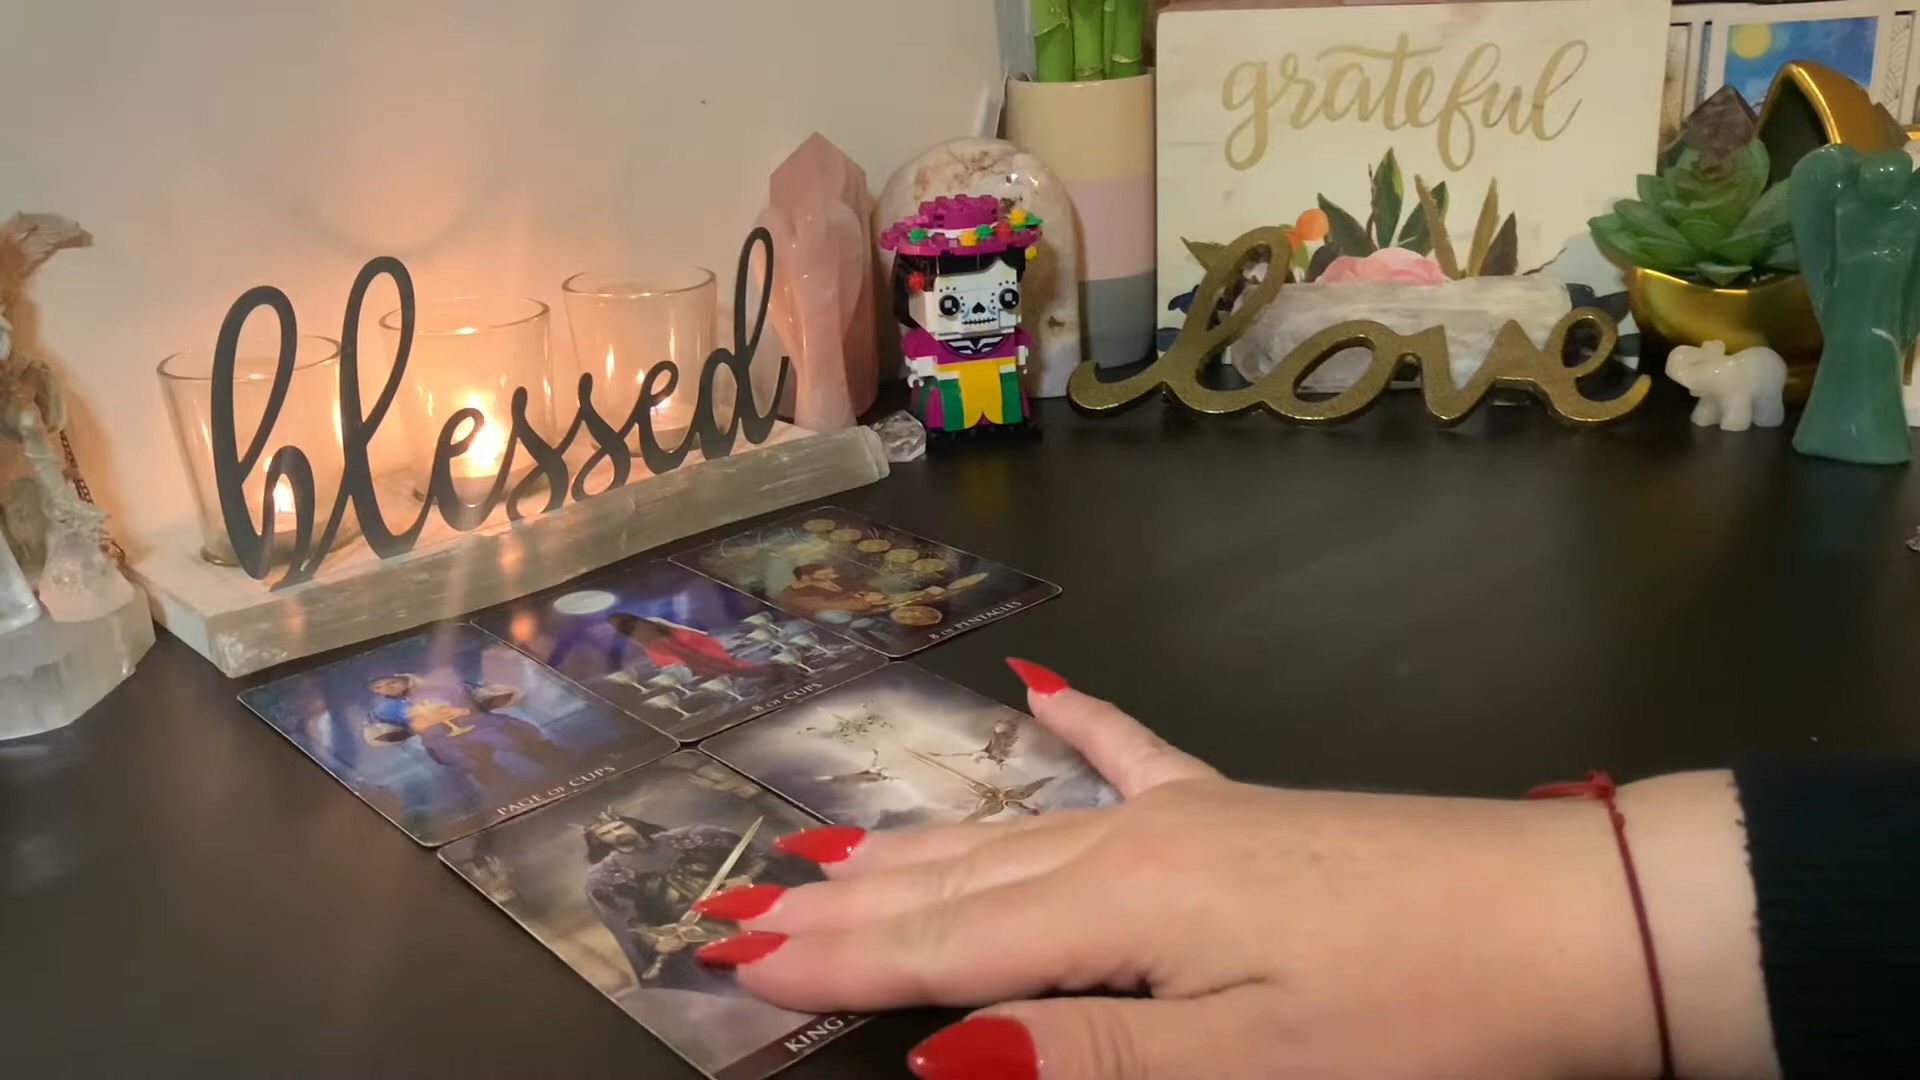 grateful
blessed
love
8 OF PENTACLES
8 OF CUPS
PAGE OF CUPS
KING